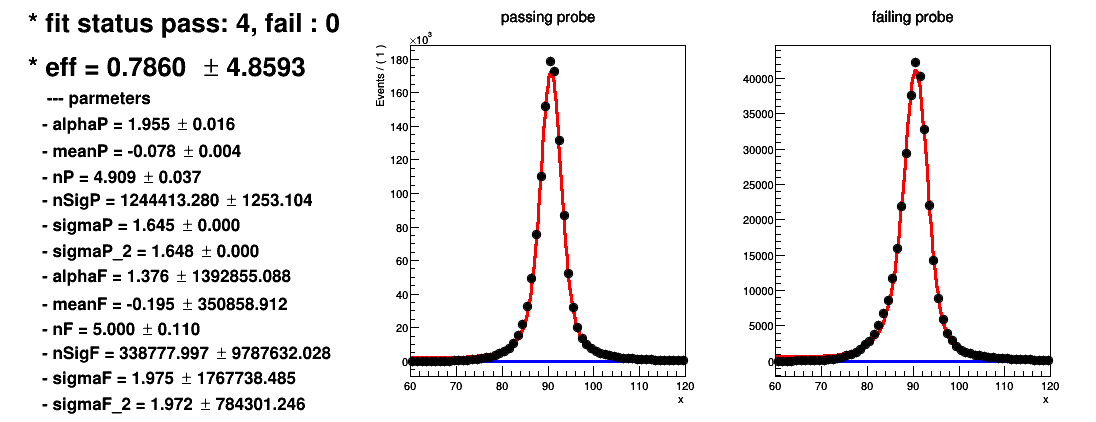 * fit status pass: 4, fail : 0
* eff = 0.7860 ± 4.8593
--- parmeters
- alphaP = 1.955 ± 0.016
- meanP = -0.078 ± 0.004
- nP = 4.909 ± 0.037
- nSigP = 1244413.280 ± 1253.104
- sigmaP = 1.645 ± 0.000
- sigmaP_2 = 1.648 ± 0.000
- alphaF = 1.376 ± 1392855.088
- meanF = -0.195 ± 350858.912
- nF = 5.000 ± 0.110
- nSigF = 338777.997 ± 9787632.028
- sigmaF = 1.975 ± 1767738.485
- sigmaF_2 = 1.972 ± 784301.246
passing probe
×10³
Events / ( 1 )
180
160
140
120
100
80
60
40
20
0
60 70 80 90 100 110 120
x
failing probe
40000
35000
30000
25000
20000
15000
10000
5000
0
60 70 80 90 100 110 120
x